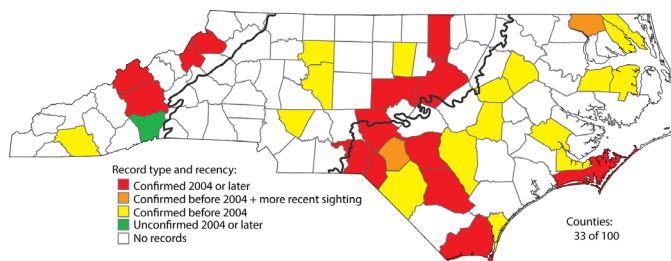 Record type and recency:
Confirmed 2004 or later
Confirmed before 2004 + more recent sighting
Confirmed before 2004
Unconfirmed 2004 or later
No records
Counties:
33 of 100